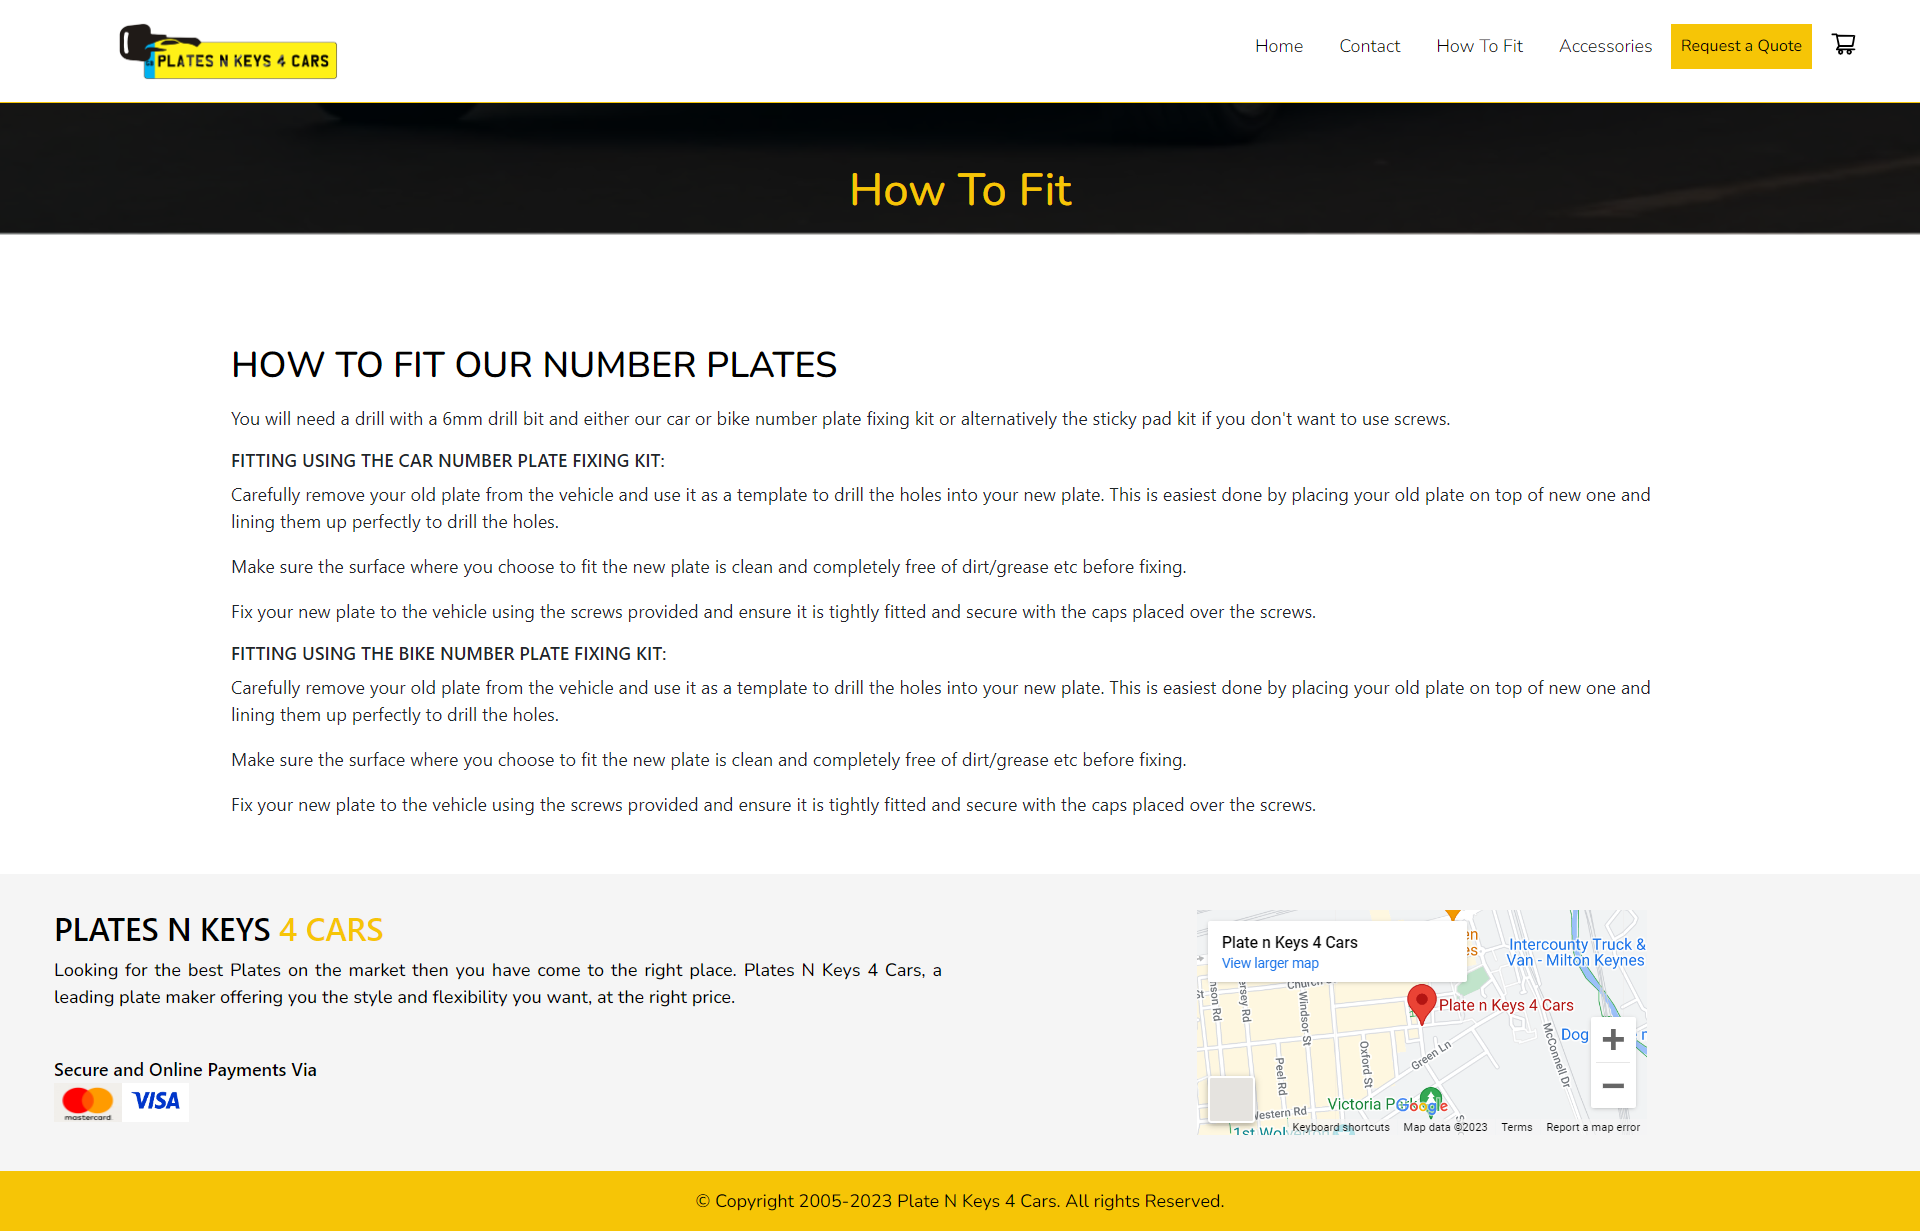 PLATES N KEYS 4 CARS
Home Contact How To Fit Accessories Request a Quote
How To Fit
HOW TO FIT OUR NUMBER PLATES
You will need a drill with a 6mm drill bit and either our car or bike number plate fixing kit or alternatively the sticky pad kit if you don't want to use screws.
FITTING USING THE CAR NUMBER PLATE FIXING KIT:
Carefully remove your old plate from the vehicle and use it as a template to drill the holes into your new plate. This is easiest done by placing your old plate on top of new one and
lining them up perfectly to drill the holes.
Make sure the surface where you choose to fit the new plate is clean and completely free of dirt/grease etc before fixing.
Fix your new plate to the vehicle using the screws provided and ensure it is tightly fitted and secure with the caps placed over the screws.
FITTING USING THE BIKE NUMBER PLATE FIXING KIT:
Carefully remove your old plate from the vehicle and use it as a template to drill the holes into your new plate. This is easiest done by placing your old plate on top of new one and
lining them up perfectly to drill the holes.
Make sure the surface where you choose to fit the new plate is clean and completely free of dirt/grease etc before fixing.
Fix your new plate to the vehicle using the screws provided and ensure it is tightly fitted and secure with the caps placed over the screws.
PLATES N KEYS 4 CARS
Looking for the best Plates on the market then you have come to the right place. Plates N Keys 4 Cars, a
leading plate maker offering you the style and flexibility you want, at the right price.
Secure and Online Payments Via
mastercard VISA
Plate n Keys 4 Cars
View larger map
Intercounty Truck &
Van - Milton Keynes
Plate n Keys 4 Cars
Windsor St
Oxford St
Peel Rd
Green Ln
McConnell Dr
Dog
Google
Western Rd
Keyboard shortcuts Map data ©2023 Terms Report a map error
© Copyright 2005-2023 Plate N Keys 4 Cars. All rights Reserved.